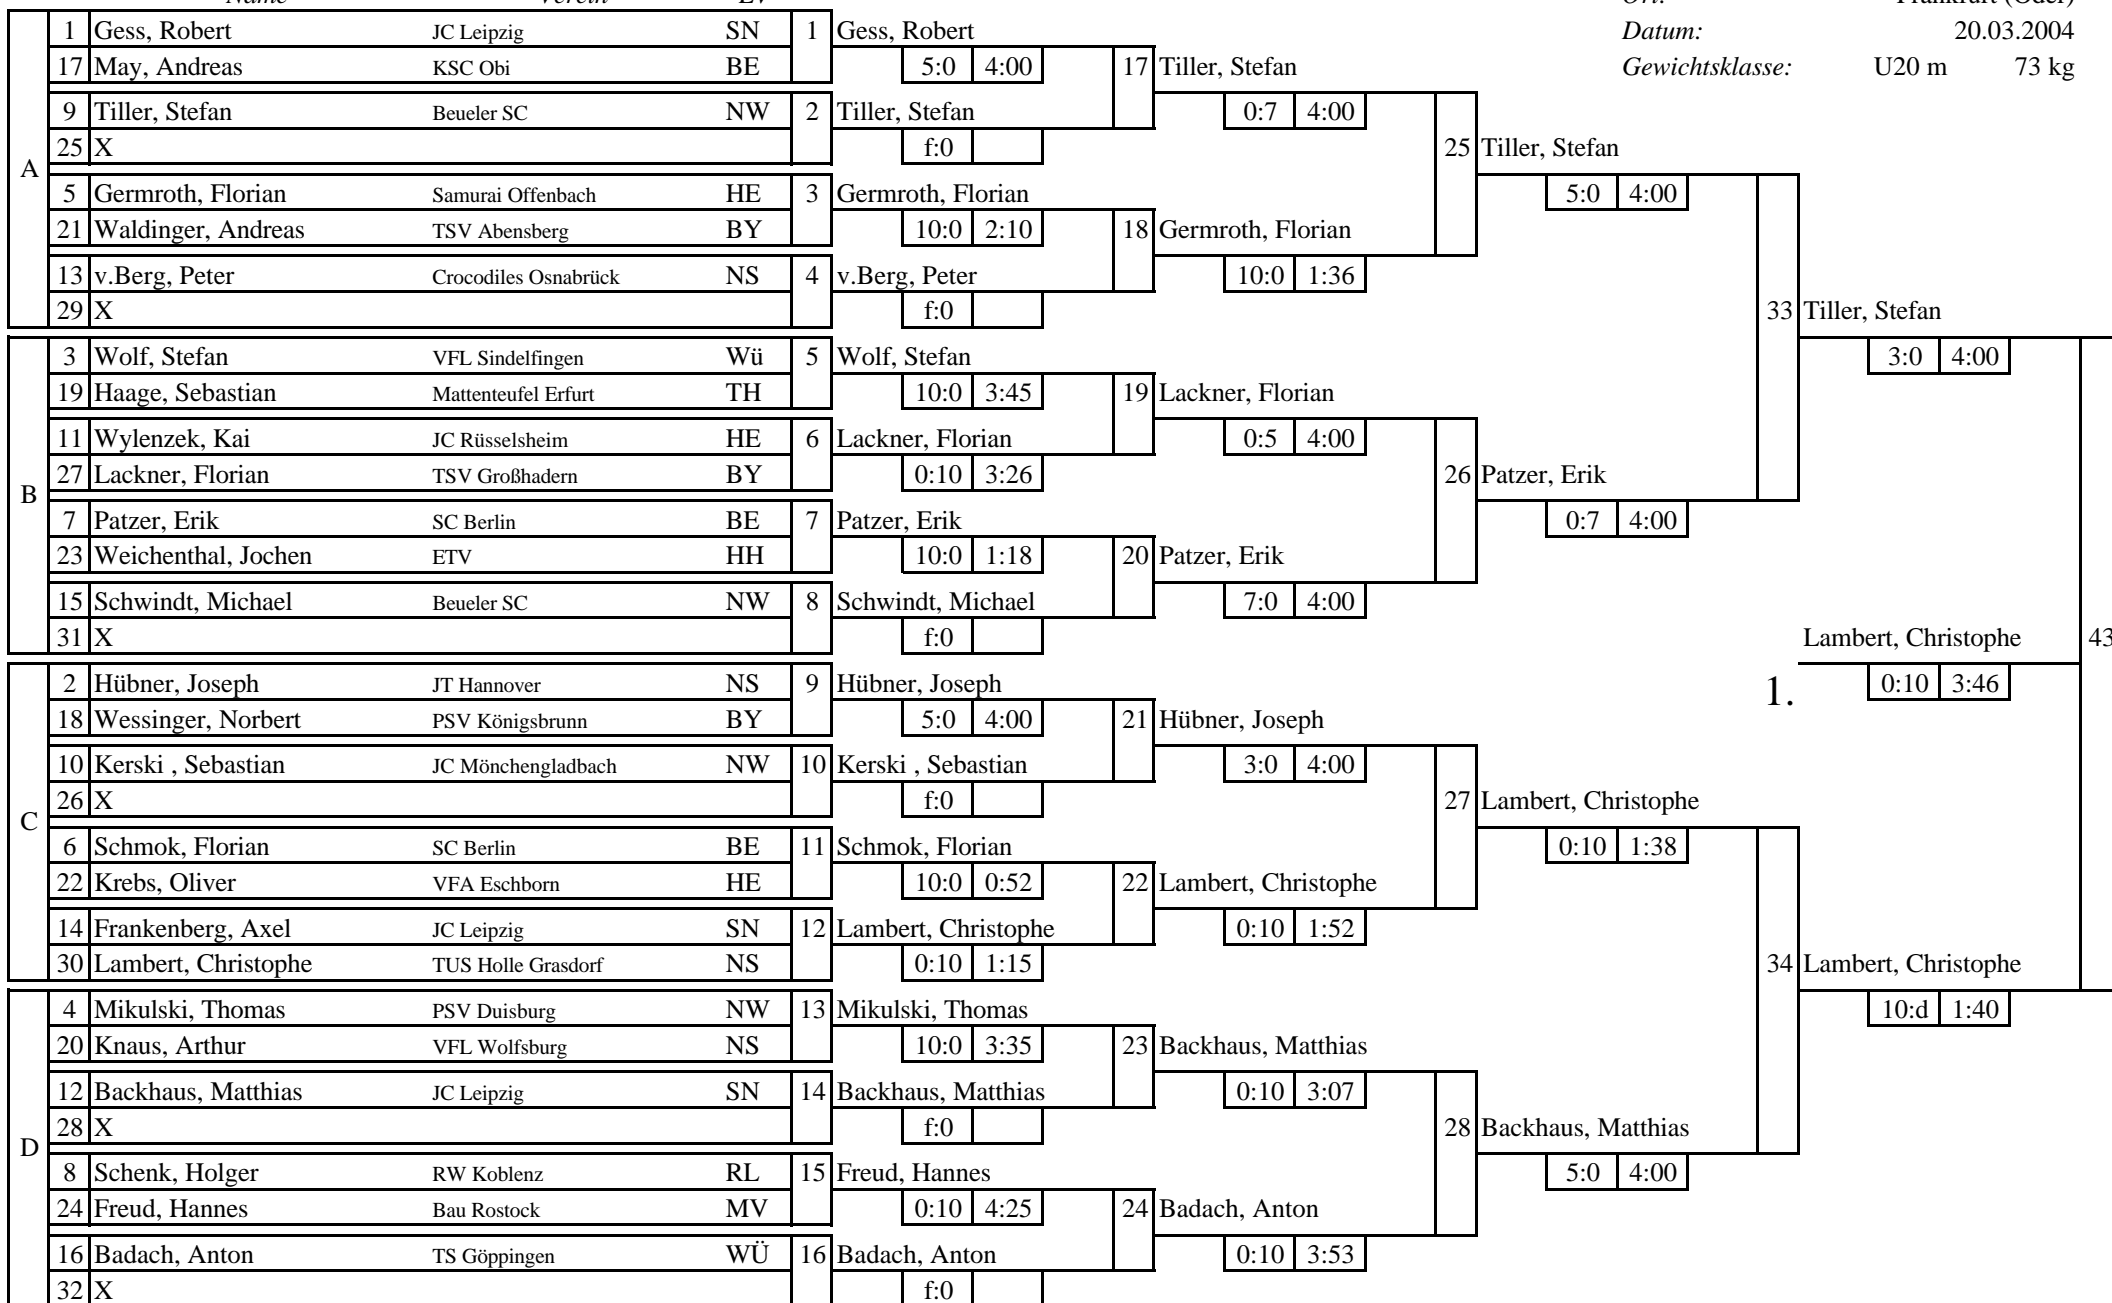 Name Verein LV Ort: Frankfurt (Oder)
1 Gess, Robert JC Leipzig SN 1 Gess, Robert Datum: 20.03.2004
17 May, Andreas KSC Obi BE 5:0 4:00 17 Tiller, Stefan Gewichtsklasse: U20 m 73 kg
9 Tiller, Stefan Beueler SC NW 2 Tiller, Stefan 0:7 4:00
25 X f:0 25 Tiller, Stefan
A
5 Germroth, Florian Samurai Offenbach HE 3 Germroth, Florian 5:0 4:00
21 Waldinger, Andreas TSV Abensberg BY 10:0 2:10 18 Germroth, Florian
13 v.Berg, Peter Crocodiles Osnabrück NS 4 v.Berg, Peter 10:0 1:36
29 X f:0 33 Tiller, Stefan
3 Wolf, Stefan VFL Sindelfingen Wü 5 Wolf, Stefan 3:0 4:00
19 Haage, Sebastian Mattenteufel Erfurt TH 10:0 3:45 19 Lackner, Florian
11 Wylenzek, Kai JC Rüsselsheim HE 6 Lackner, Florian 0:5 4:00
27 Lackner, Florian TSV Großhadern BY 0:10 3:26 26 Patzer, Erik
B
7 Patzer, Erik SC Berlin BE 7 Patzer, Erik 0:7 4:00
23 Weichenthal, Jochen ETV HH 10:0 1:18 20 Patzer, Erik
15 Schwindt, Michael Beueler SC NW 8 Schwindt, Michael 7:0 4:00
31 X f:0 Lambert, Christophe 43
2 Hübner, Joseph JT Hannover NS 9 Hübner, Joseph 1. 0:10 3:46
18 Wessinger, Norbert PSV Königsbrunn BY 5:0 4:00 21 Hübner, Joseph
10 Kerski , Sebastian JC Mönchengladbach NW 10 Kerski , Sebastian 3:0 4:00
26 X f:0 27 Lambert, Christophe
C
6 Schmok, Florian SC Berlin BE 11 Schmok, Florian 0:10 1:38
22 Krebs, Oliver VFA Eschborn HE 10:0 0:52 22 Lambert, Christophe
14 Frankenberg, Axel JC Leipzig SN 12 Lambert, Christophe 0:10 1:52
30 Lambert, Christophe TUS Holle Grasdorf NS 0:10 1:15 34 Lambert, Christophe
4 Mikulski, Thomas PSV Duisburg NW 13 Mikulski, Thomas 10:d 1:40
20 Knaus, Arthur VFL Wolfsburg NS 10:0 3:35 23 Backhaus, Matthias
12 Backhaus, Matthias JC Leipzig SN 14 Backhaus, Matthias 0:10 3:07
28 X f:0 28 Backhaus, Matthias
D
8 Schenk, Holger RW Koblenz RL 15 Freud, Hannes 5:0 4:00
24 Freud, Hannes Bau Rostock MV 0:10 4:25 24 Badach, Anton
16 Badach, Anton TS Göppingen WÜ 16 Badach, Anton 0:10 3:53
32 X f:0